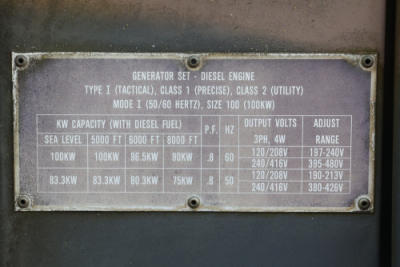 GENERATOR SET - DIESEL ENGINE
TYPE I (TACTICAL), CLASS 1 (PRECISE), CLASS 2 (UTILITY)
MODE I (50/60 HERTZ), SIZE 100 (100KW)
KW CAPACITY (WITH DIESEL FUEL) P.F. HZ OUTPUT VOLTS ADJUST
SEA LEVEL 5000 FT 6000 FT 8000 FT 3PH, 4W RANGE
100KW 100KW 96.5KW 90KW .8 60 120/208V 197-240V
240/416V 395-480V
83.3KW 83.3KW 80.3KW 75KW .8 50 120/208V 190-213V
240/416V 380-426V